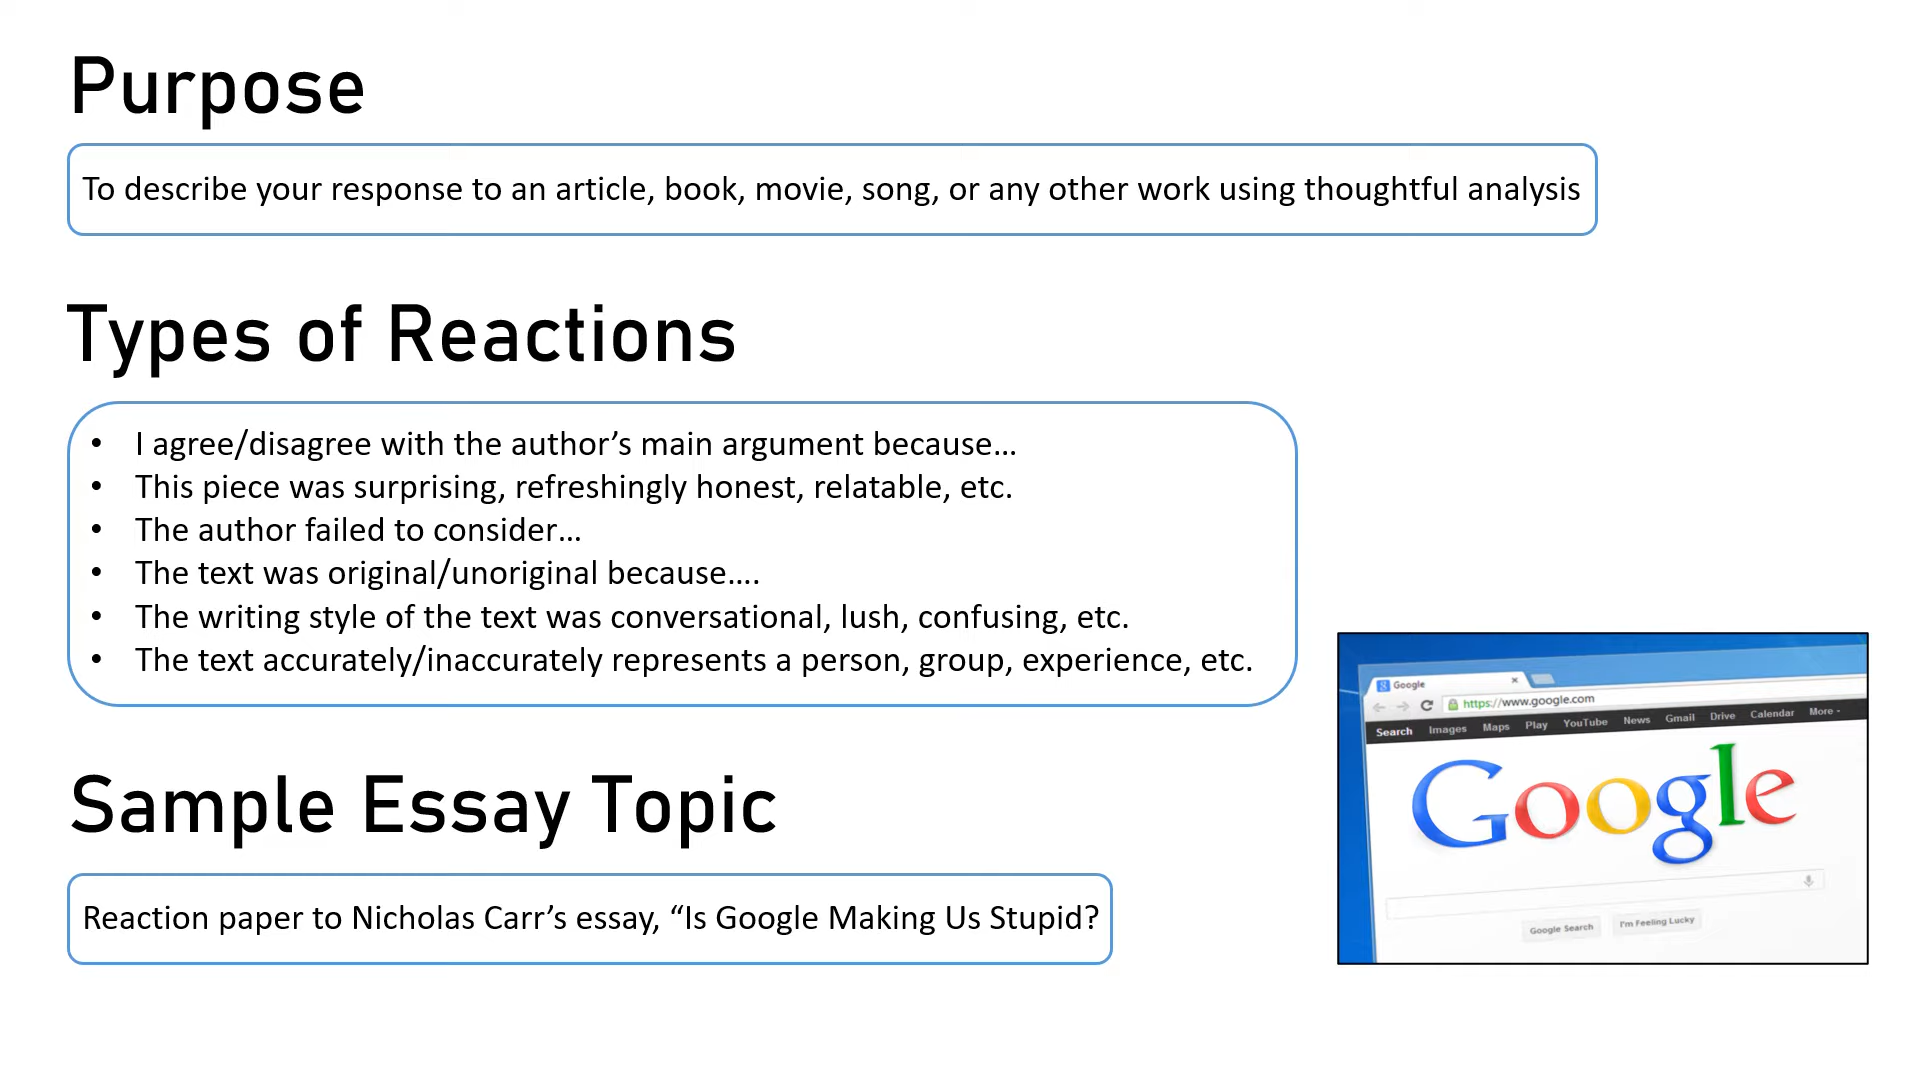 Purpose
To describe your response to an article, book, movie, song, or any other work using thoughtful analysis
Types of Reactions
• I agree/disagree with the author’s main argument because…
• This piece was surprising, refreshingly honest, relatable, etc.
• The author failed to consider…
• The text was original/unoriginal because….
• The writing style of the text was conversational, lush, confusing, etc.
• The text accurately/inaccurately represents a person, group, experience, etc.
Sample Essay Topic
Reaction paper to Nicholas Carr’s essay, “Is Google Making Us Stupid?
Google
https://www.google.com
Search Images Maps Play YouTube News Gmail Drive Calendar More
Google
Google Search I'm Feeling Lucky